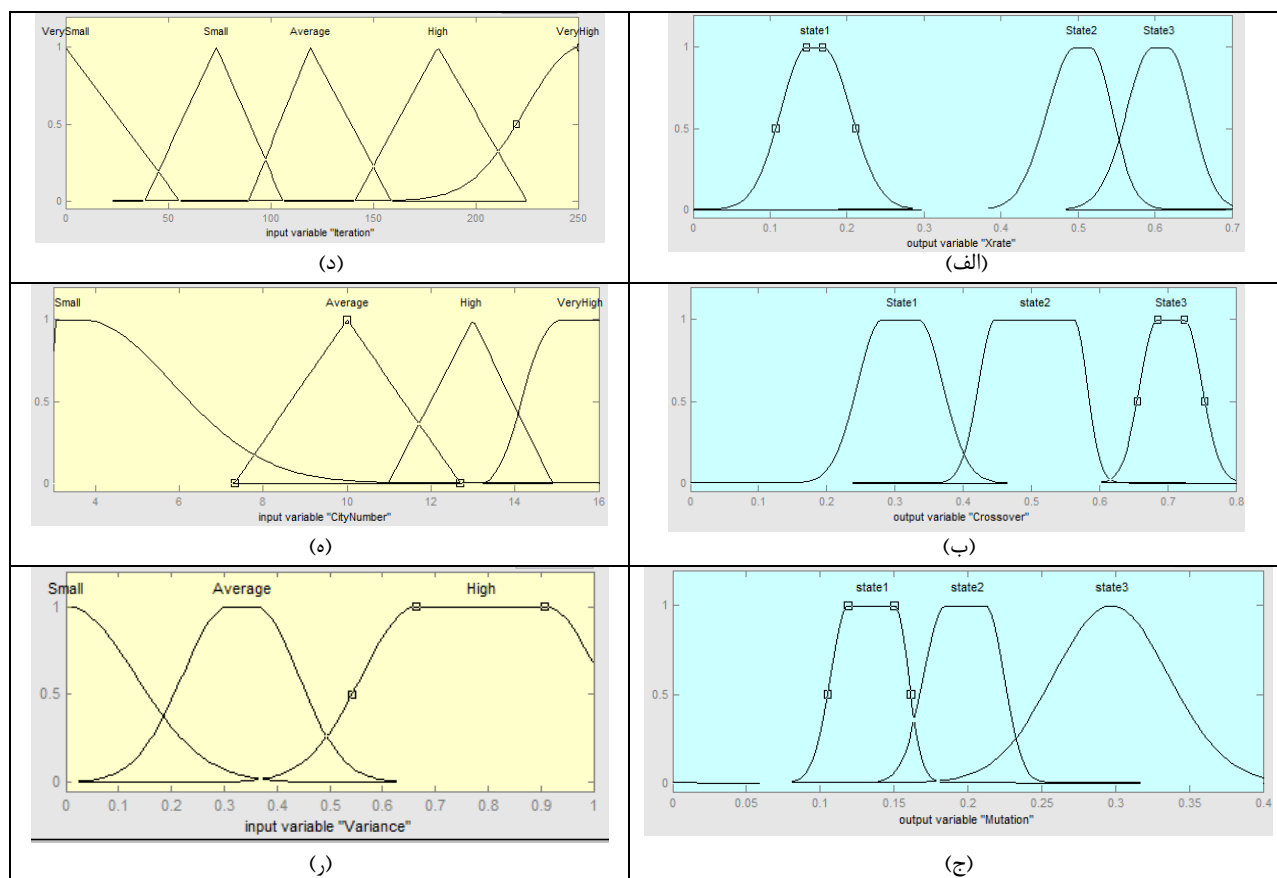 VerySmall Small Average High VeryHigh
1
0.5
0
0 50 100 150 200 250
input variable "Iteration"
(د)
state1 State2 State3
1
0.5
0
0 0.1 0.2 0.3 0.4 0.5 0.6 0.7
output variable "Xrate"
(الف)
Small Average High VeryHigh
1
0.5
0
4 6 8 10 12 14 16
input variable "CityNumber"
(ه)
State1 state2 State3
1
0.5
0
0 0.1 0.2 0.3 0.4 0.5 0.6 0.7 0.8
output variable "Crossover"
(ب)
Small Average High
1
0.5
0
0 0.1 0.2 0.3 0.4 0.5 0.6 0.7 0.8 0.9 1
input variable "Variance"
(ر)
state1 state2 state3
1
0.5
0
0 0.05 0.1 0.15 0.2 0.25 0.3 0.35 0.4
output variable "Mutation"
(ج)